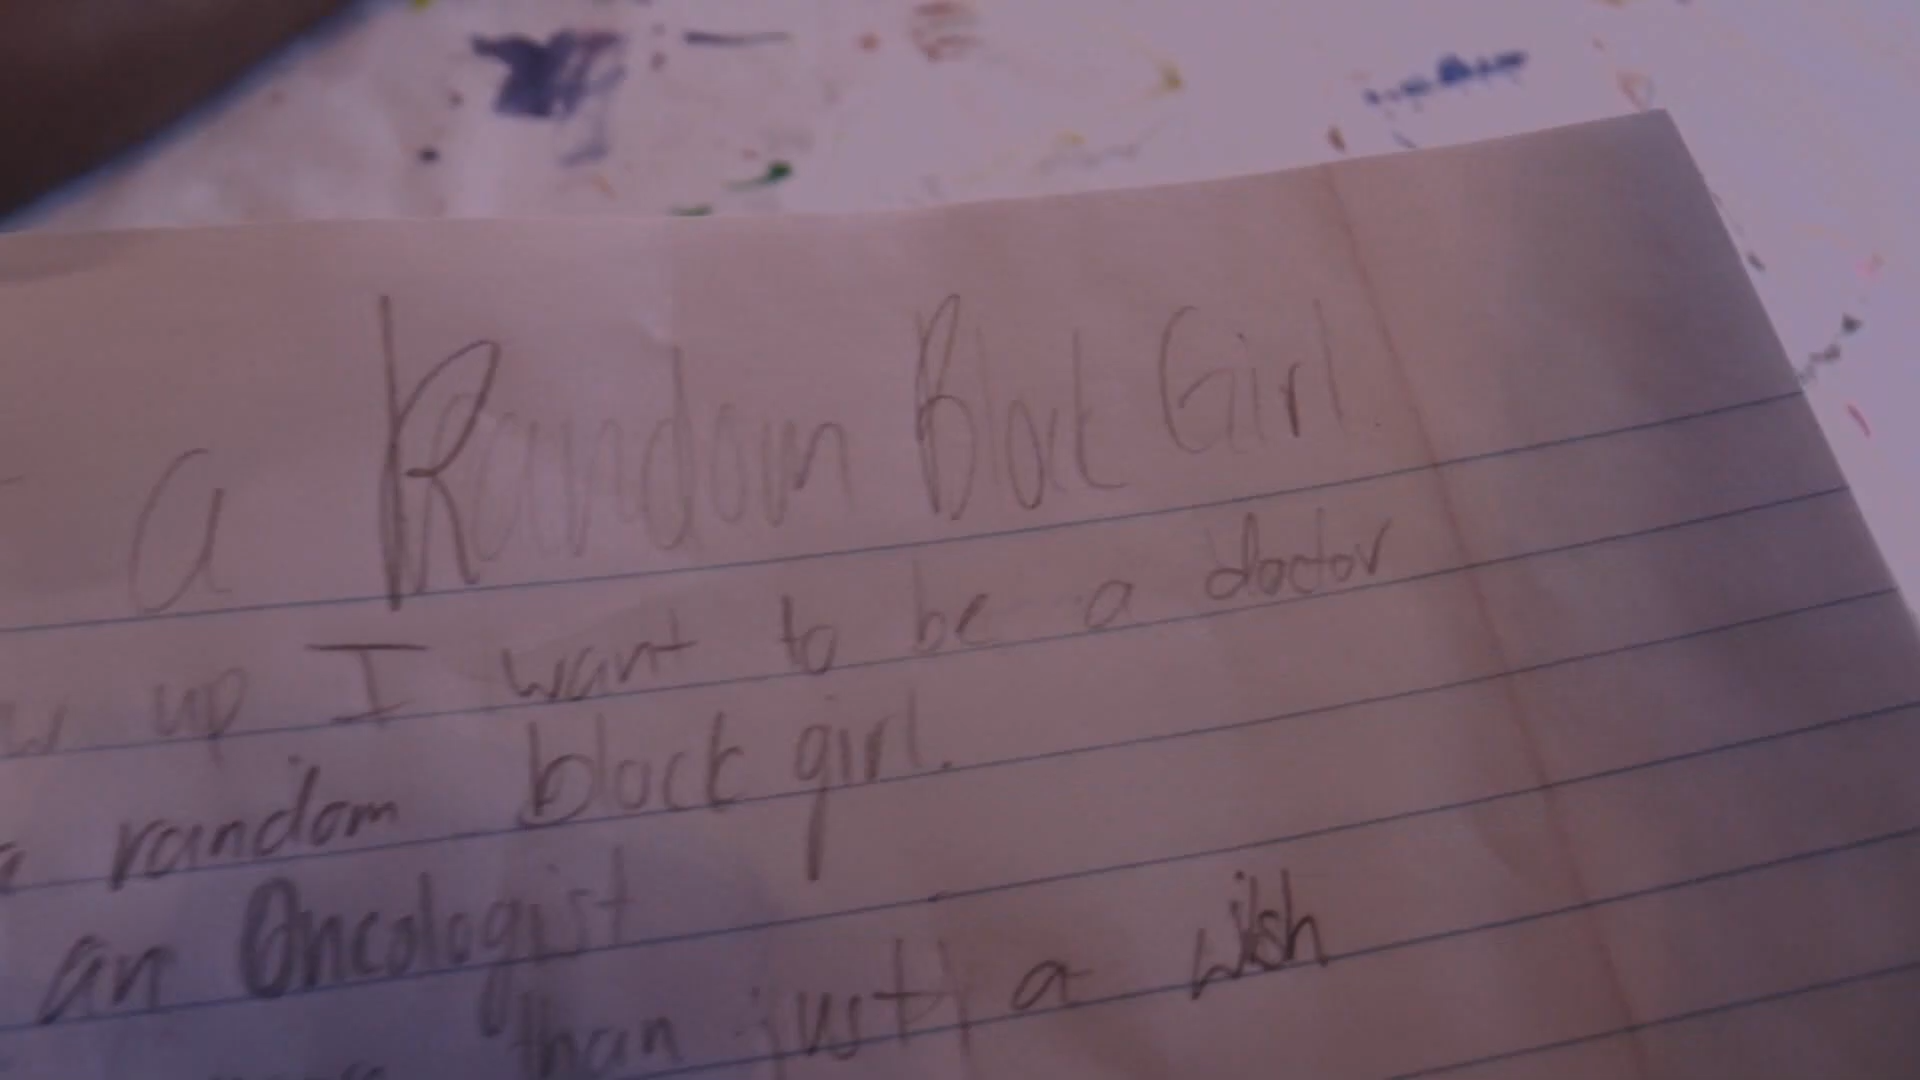 a Random Black Girl.
w up I want to be a doctor
a random black girl.
an Oncologist
than just a wish